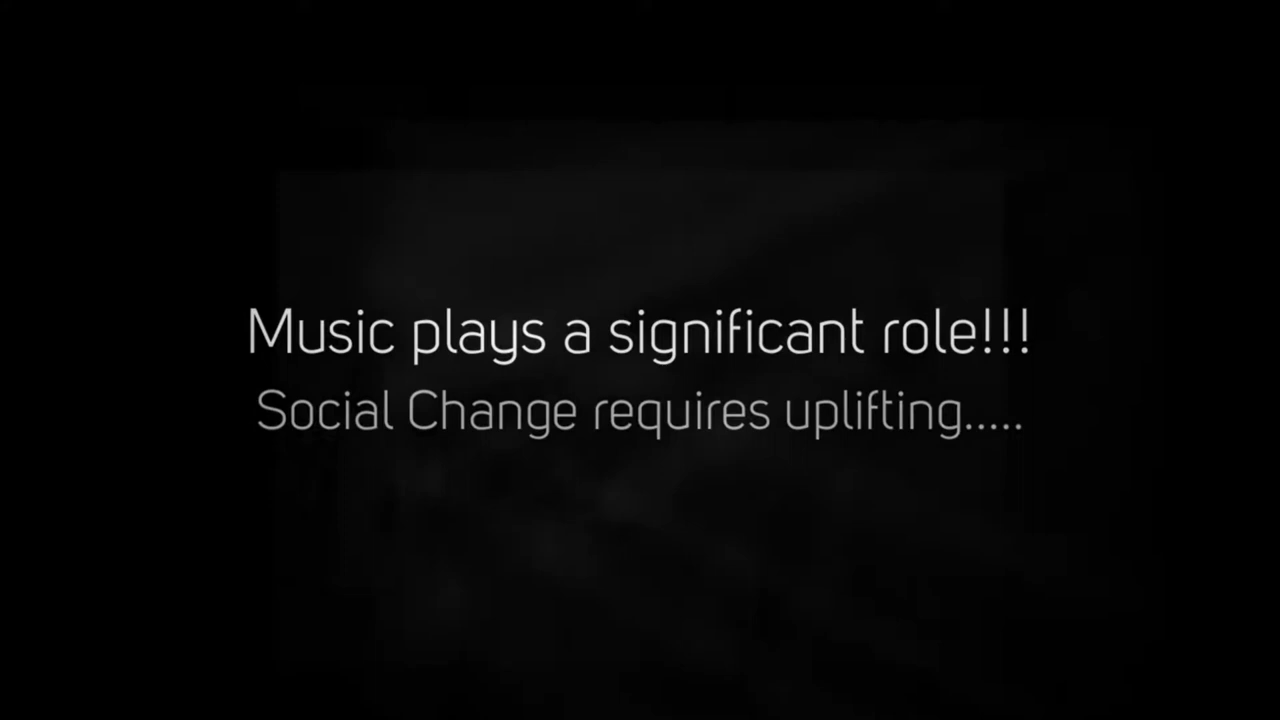 Music plays a significant role!!!
Social Change requires uplifting.....